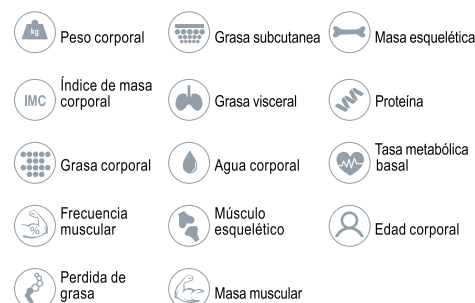 kg
Peso corporal
Grasa subcutanea
Masa esquelética
IMC
Índice de masa
corporal
Grasa visceral
Proteína
Grasa corporal
Agua corporal
Tasa metabólica
basal
%
Frecuencia
muscular
Músculo
esquelético
Edad corporal
Perdida de
grasa
Masa muscular